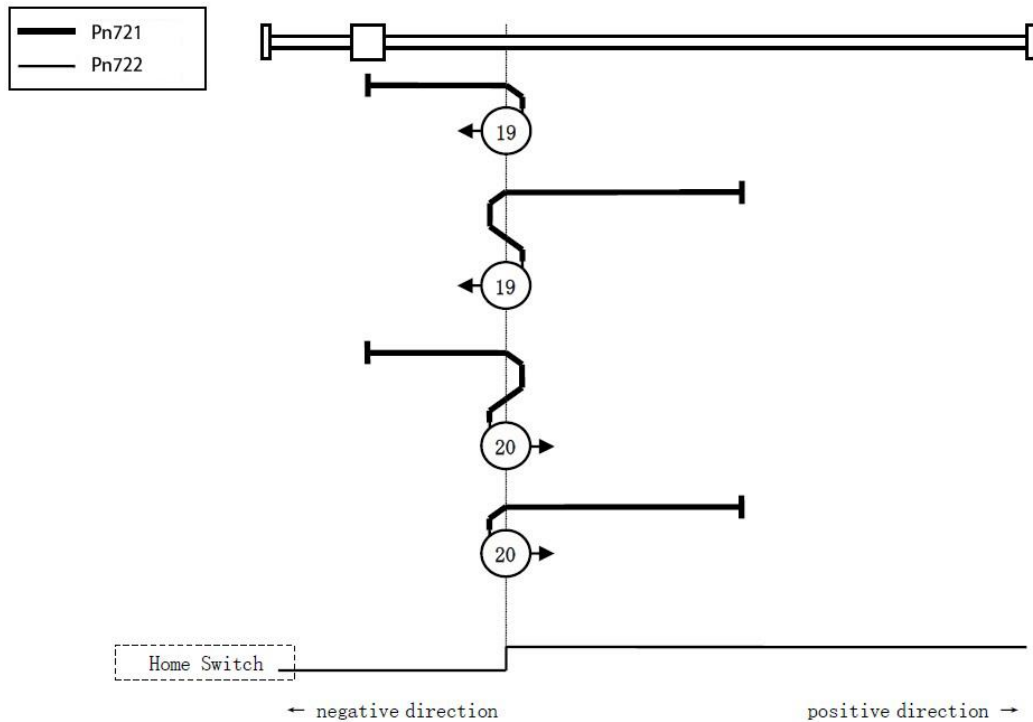 Pn721
Pn722
19
19
20
20
Home Switch
← negative direction
positive direction →